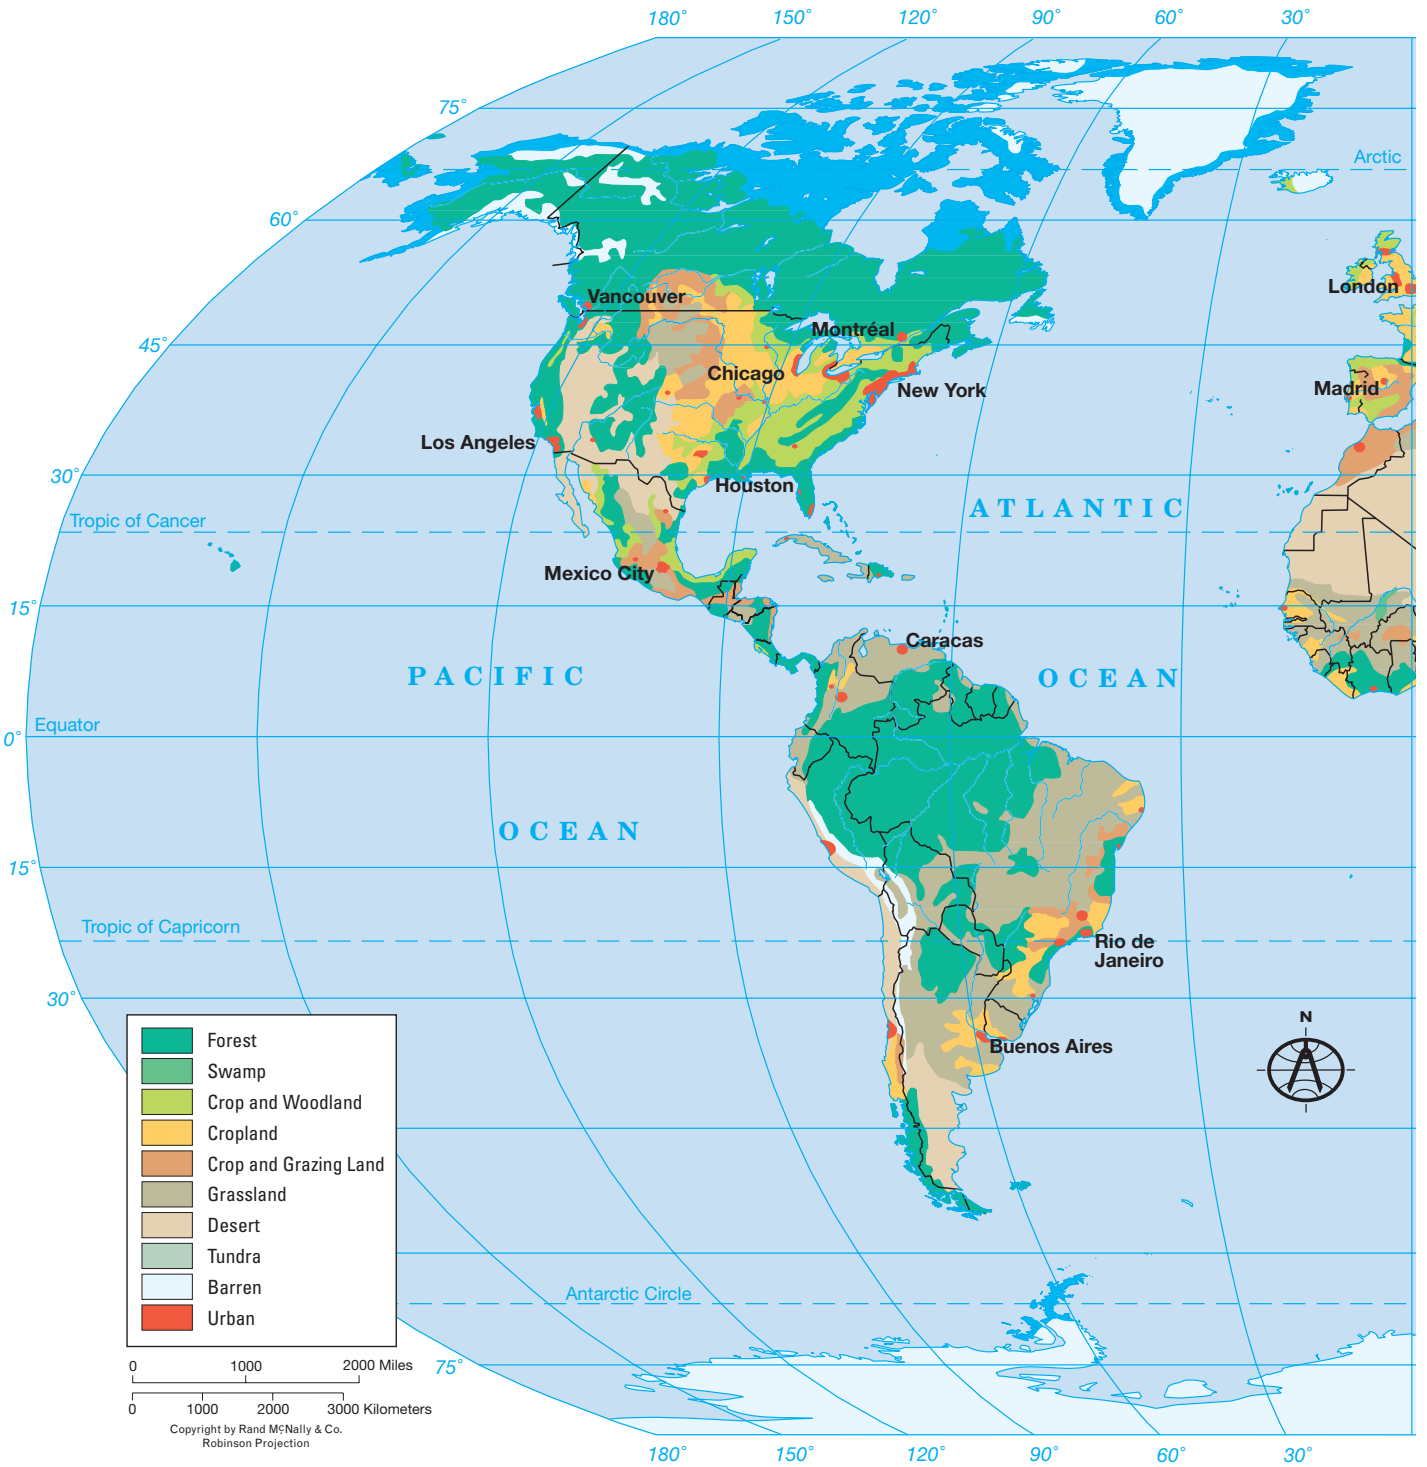 180°
150°
120°
90°
60°
30°
75°
Arctic
60°
London
Vancouver
Montréal
45°
Chicago
New York
Madrid
Los Angeles
30°
Houston
ATLANTIC
Tropic of Cancer
Mexico City
15°
Caracas
PACIFIC
OCEAN
Equator
0°
OCEAN
15°
Tropic of Capricorn
Rio de
Janeiro
30°
N
Buenos Aires
Forest
Swamp
Crop and Woodland
Cropland
Crop and Grazing Land
Grassland
Desert
Tundra
Barren
Urban
Antarctic Circle
75°
0 1000 2000 Miles
0 1000 2000 3000 Kilometers
Copyright by Rand McNally & Co.
Robinson Projection
180°
150°
120°
90°
60°
30°